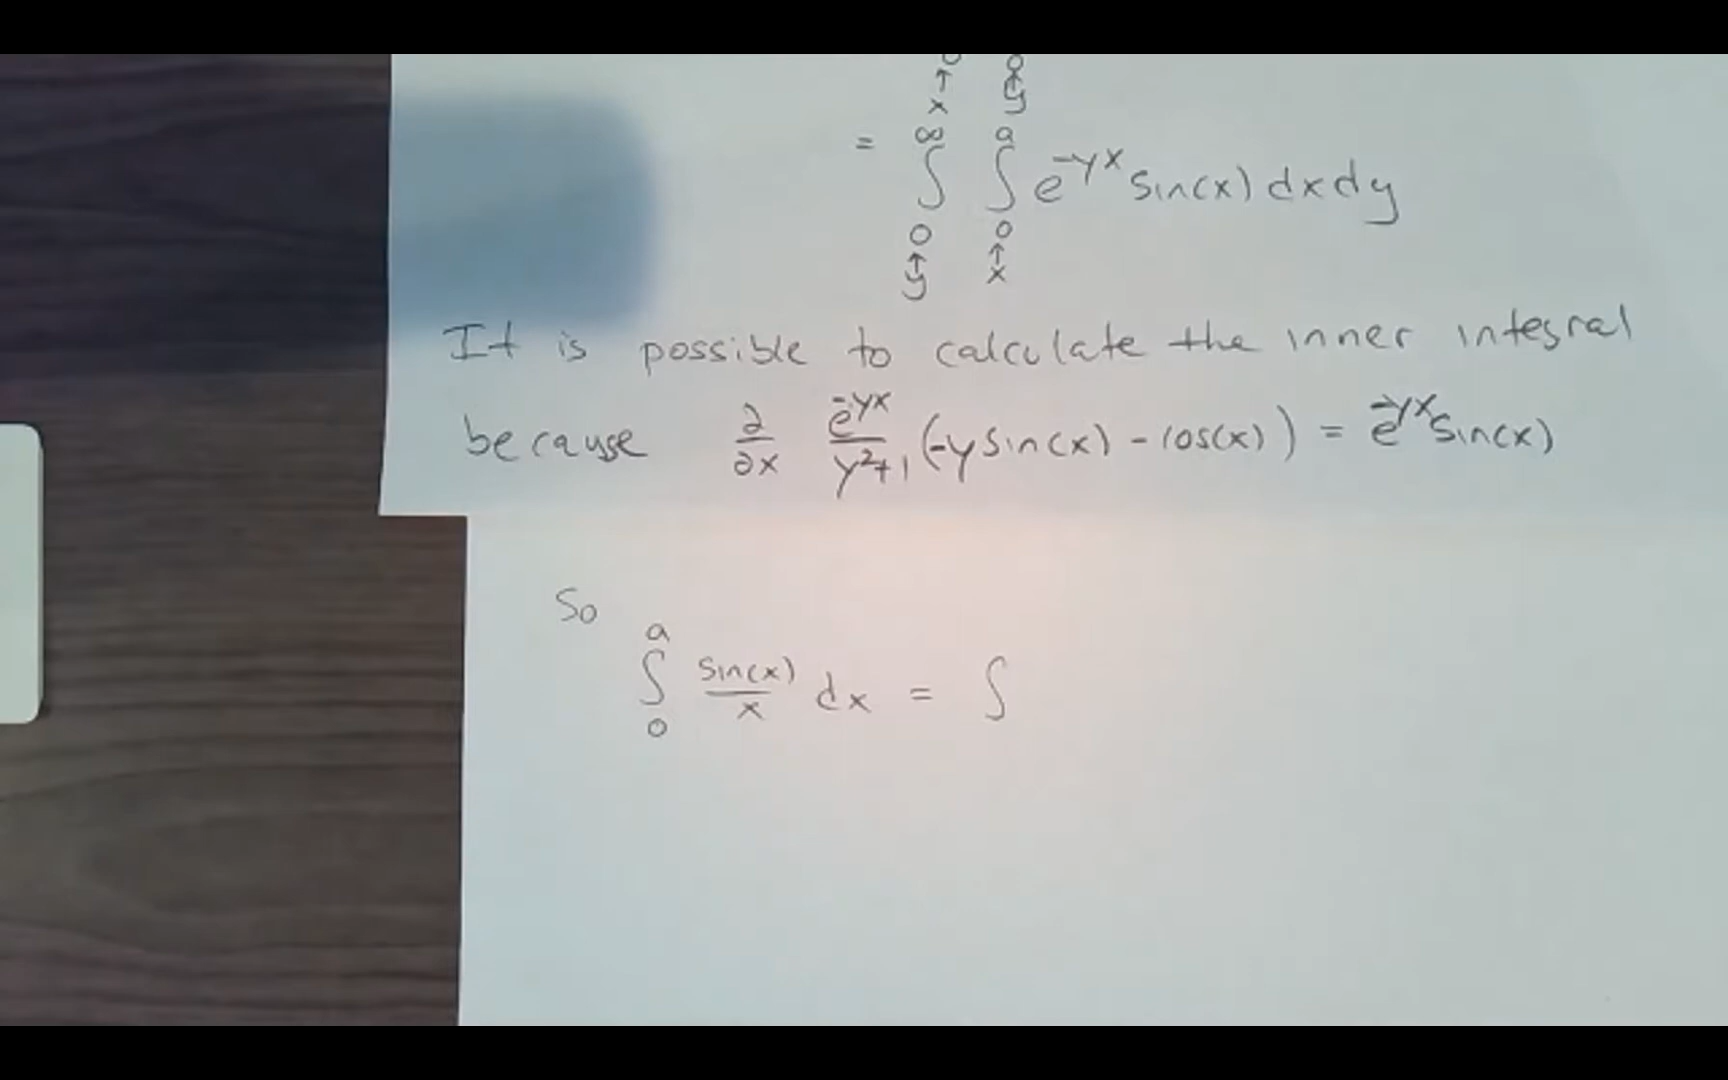 = ∫₀^∞ ∫₀^a e^{-yx} sin(x) dx dy
y x
It is possible to calculate the inner integral
because ∂/∂x e^{-yx}/(y²+1) (-y sin(x) - cos(x)) = e^{-yx} sin(x)
So
∫₀^a sin(x)/x dx = ∫